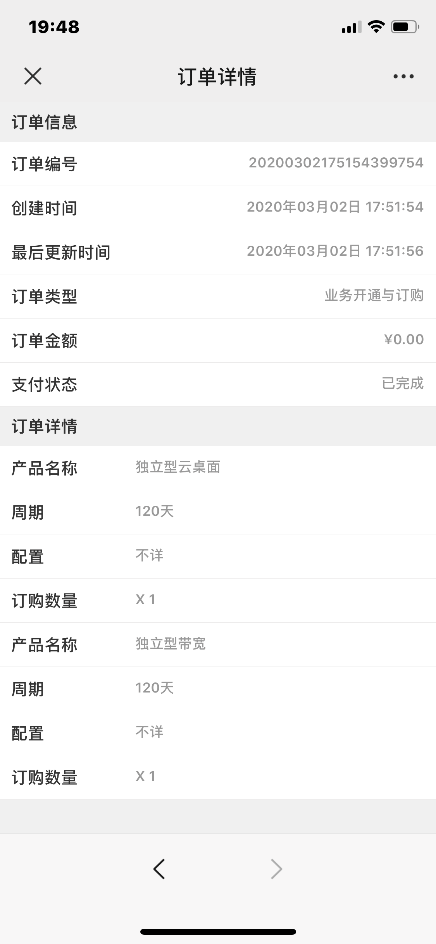 19:48
订单详情
订单信息
订单编号 20200302175154399754
创建时间 2020年03月02日 17:51:54
最后更新时间 2020年03月02日 17:51:56
订单类型 业务开通与订购
订单金额 ¥0.00
支付状态 已完成
订单详情
产品名称 独立型云桌面
周期 120天
配置 不详
订购数量 X 1
产品名称 独立型带宽
周期 120天
配置 不详
订购数量 X 1